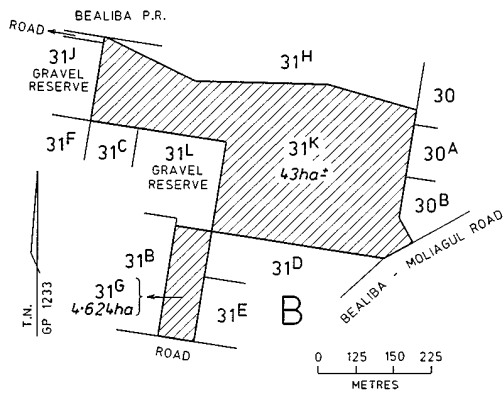 BEALIBA P.R.
ROAD
31J
GRAVEL
RESERVE
31H
30
31F
31C
31L
GRAVEL
RESERVE
31K
43ha±
30A
30B
BEALIBA - MOLIAGUL ROAD
31B
31D
31G
4·624ha
31E
B
ROAD
T.N.
GP 1233
0 125 150 225
METRES